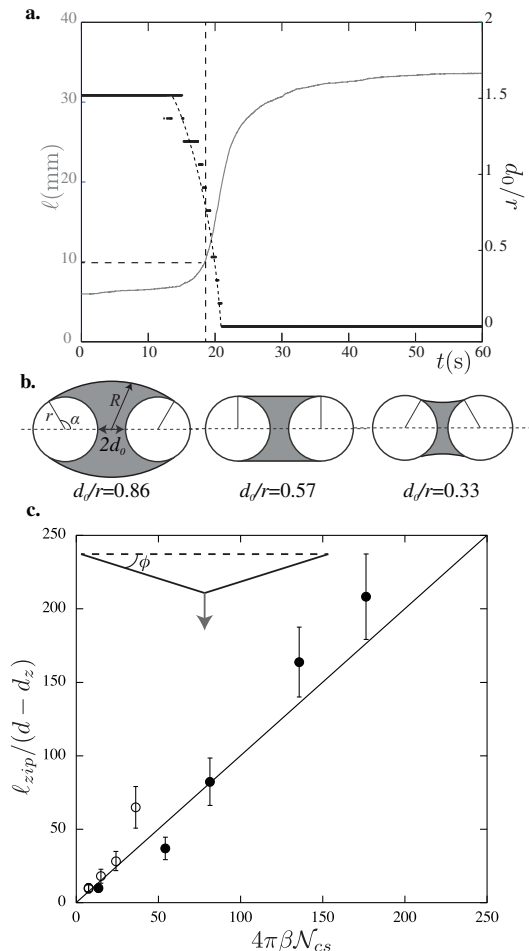 a.
40
30
20
10
0
ℓ(mm)
2
1.5
1
0.5
0
d₀/r
0
10
20
30
40
50
60
t(s)
b.
r
α
R
2d₀
d₀/r=0.86
d₀/r=0.57
d₀/r=0.33
c.
250
200
150
100
50
0
ϕ
ℓ_zip/(d − d_z)
0
50
100
150
200
250
4πβN_cs